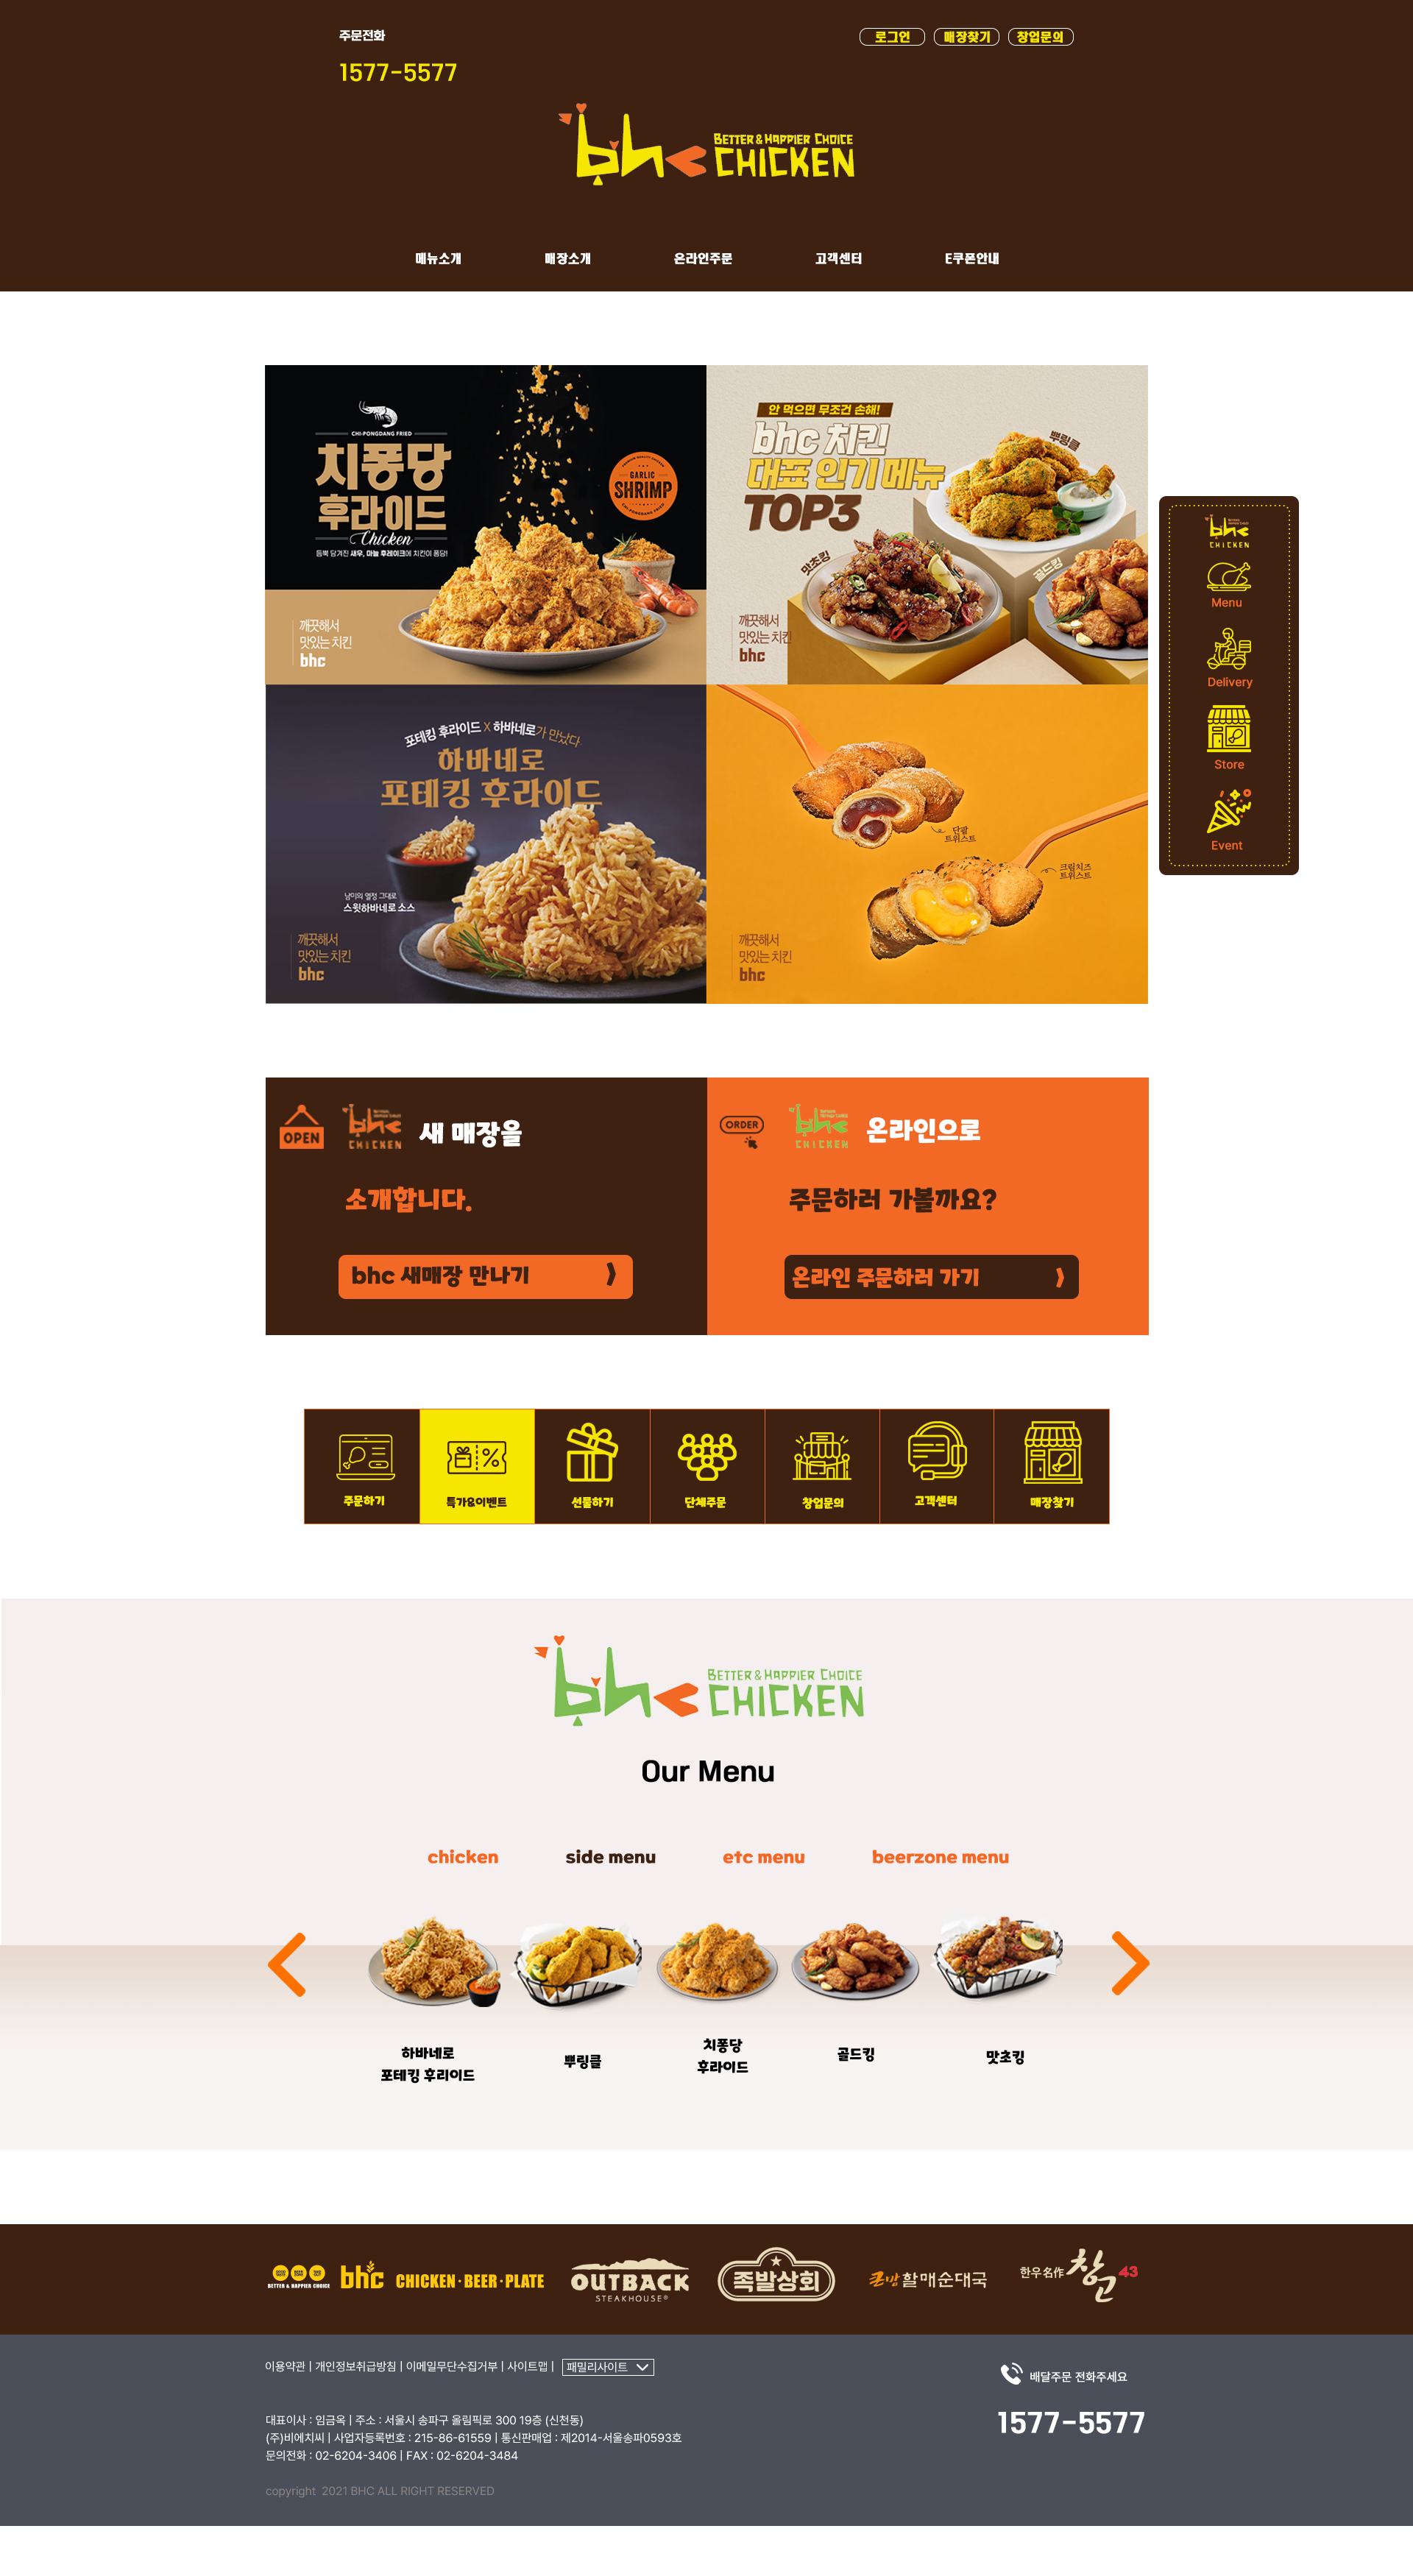 주문전화
로그인
매장찾기
창업문의
1577-5577
bhc BETTER & HAPPIER CHOICE
CHICKEN
메뉴소개
매장소개
온라인주문
고객센터
E쿠폰안내
CHI-PONGDANG FRIED
치퐁당
후라이드
Chicken
듬뿍 담겨진 새우, 마늘 후레이크에 치킨이 퐁당!
GARLIC
SHRIMP
깨끗해서
맛있는 치킨
bhc
안 먹으면 무조건 손해!
bhc 치킨
대표 인기 메뉴
TOP3
뿌링클
맛초킹
골드킹
깨끗해서
맛있는 치킨
bhc
포테킹 후라이드 X 하바네로가 만났다.
하바네로
포테킹 후라이드
남미의 열정 그대로
스윗하바네로 소스
깨끗해서
맛있는 치킨
bhc
단팥
트위스트
크림치즈
트위스트
깨끗해서
맛있는 치킨
bhc
bhc
CHICKEN
Menu
Delivery
Store
Event
OPEN
bhc
CHICKEN
새 매장을
소개합니다.
bhc 새매장 만나기
ORDER
bhc
CHICKEN
온라인으로
주문하러 가볼까요?
온라인 주문하러 가기
주문하기
특가&이벤트
선물하기
단체주문
창업문의
고객센터
매장찾기
bhc BETTER & HAPPIER CHOICE
CHICKEN
Our Menu
chicken
side menu
etc menu
beerzone menu
하바네로
포테킹 후리이드
뿌링클
치퐁당
후라이드
골드킹
맛초킹
BETTER & HAPPIER CHOICE
bhc CHICKEN·BEER·PLATE
OUTBACK
STEAKHOUSE®
족발상회
큰맘할매순대국
한우名作 창고 43
이용약관 | 개인정보취급방침 | 이메일무단수집거부 | 사이트맵 |
패밀리사이트
배달주문 전화주세요
1577-5577
대표이사 : 임금옥 | 주소 : 서울시 송파구 올림픽로 300 19층 (신천동)
(주)비에치씨 | 사업자등록번호 : 215-86-61559 | 통신판매업 : 제2014-서울송파0593호
문의전화 : 02-6204-3406 | FAX : 02-6204-3484
copyright 2021 BHC ALL RIGHT RESERVED